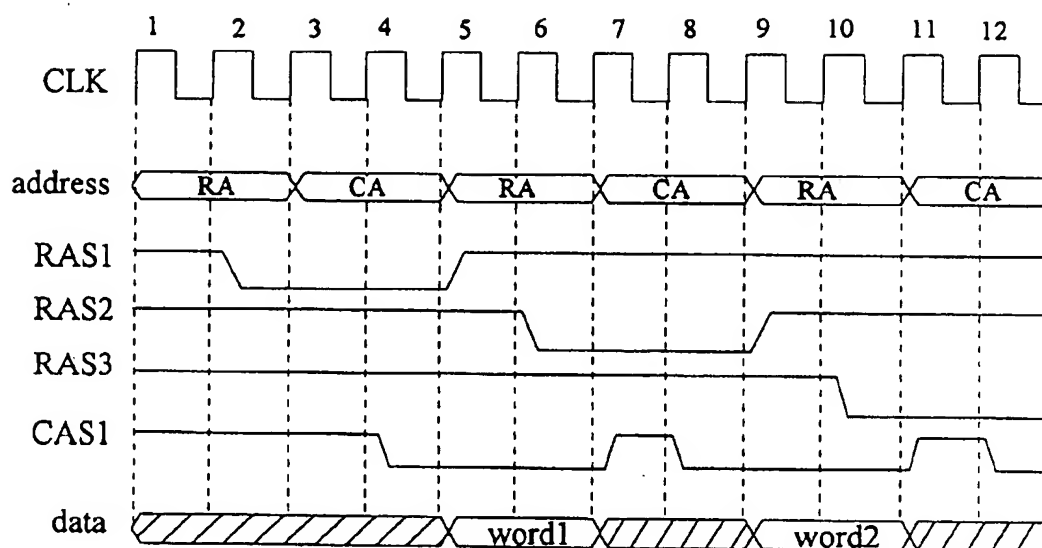 1 2 3 4 5 6 7 8 9 10 11 12
CLK
address RA CA RA CA RA CA
RAS1
RAS2
RAS3
CAS1
data word1 word2